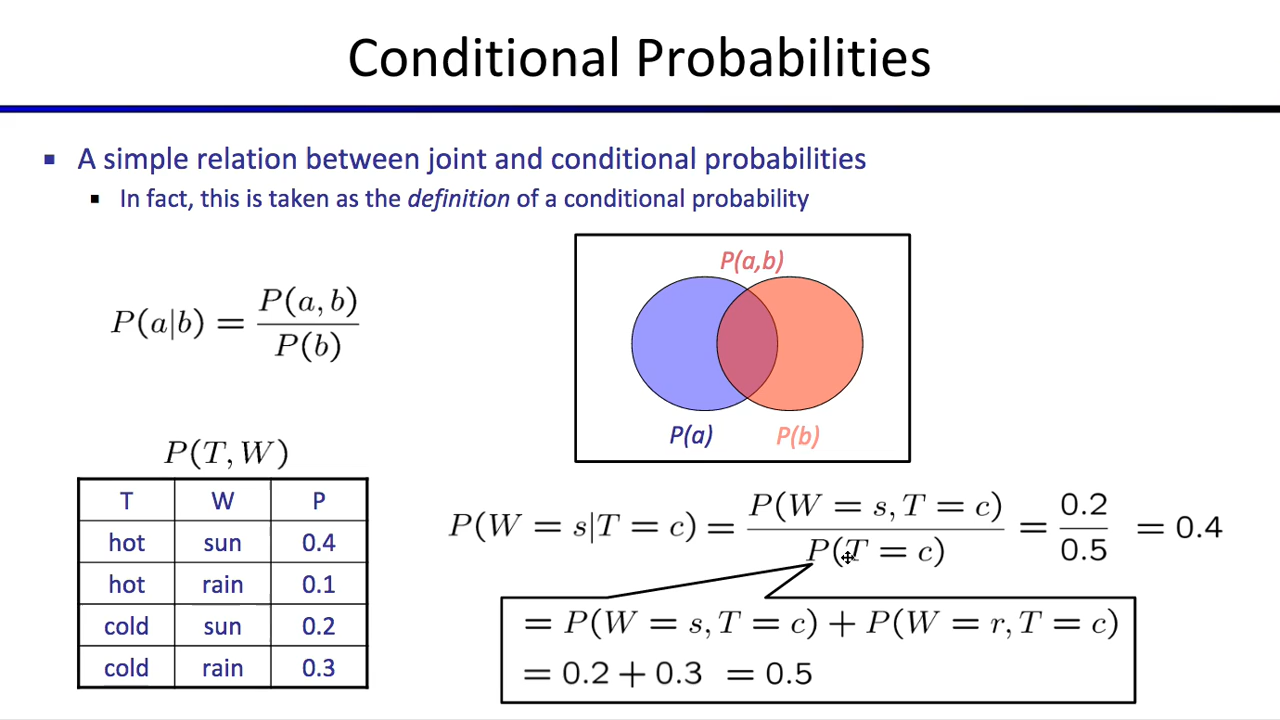 Conditional Probabilities
A simple relation between joint and conditional probabilities
In fact, this is taken as the definition of a conditional probability
P(a|b) = P(a, b) / P(b)
P(a,b)
P(a) P(b)
P(T, W)
T W P
hot sun 0.4
hot rain 0.1
cold sun 0.2
cold rain 0.3
P(W = s|T = c) = P(W = s, T = c) / P(T = c) = 0.2 / 0.5 = 0.4
= P(W = s, T = c) + P(W = r, T = c)
= 0.2 + 0.3 = 0.5